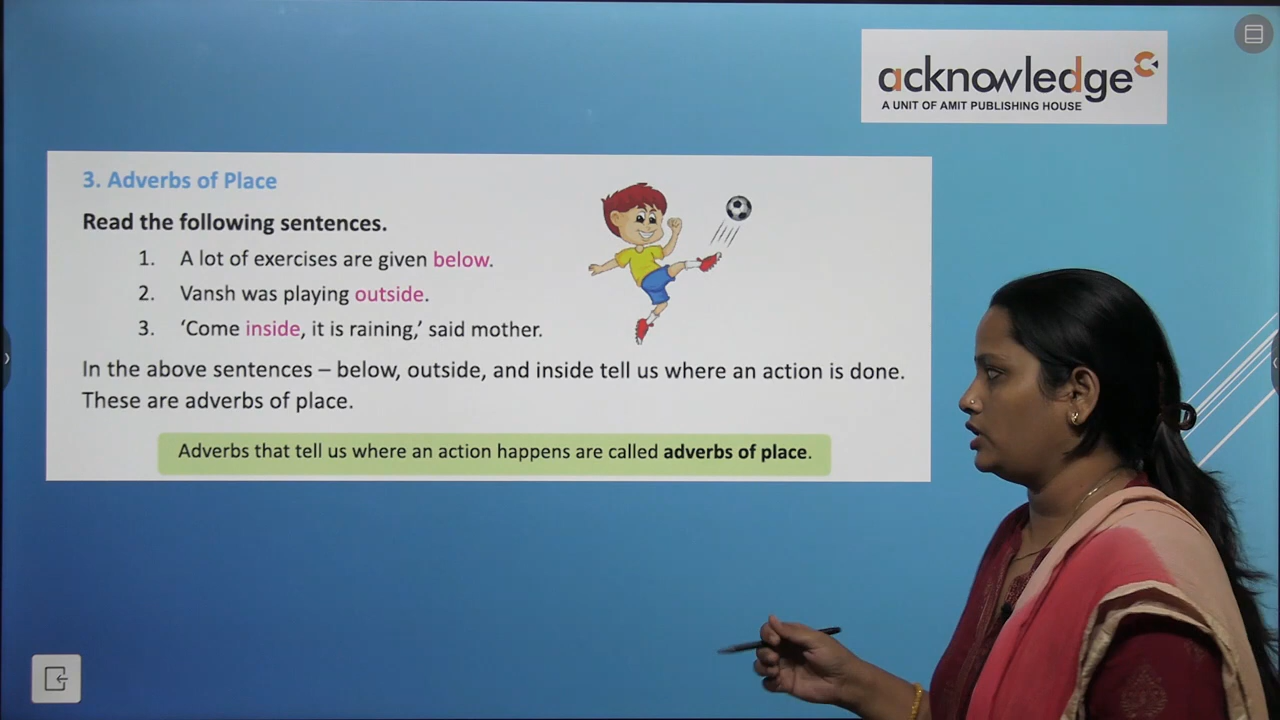 acknowledge
A UNIT OF AMIT PUBLISHING HOUSE
3. Adverbs of Place
Read the following sentences.
1. A lot of exercises are given below.
2. Vansh was playing outside.
3. ‘Come inside, it is raining,’ said mother.
In the above sentences – below, outside, and inside tell us where an action is done.
These are adverbs of place.
Adverbs that tell us where an action happens are called adverbs of place.